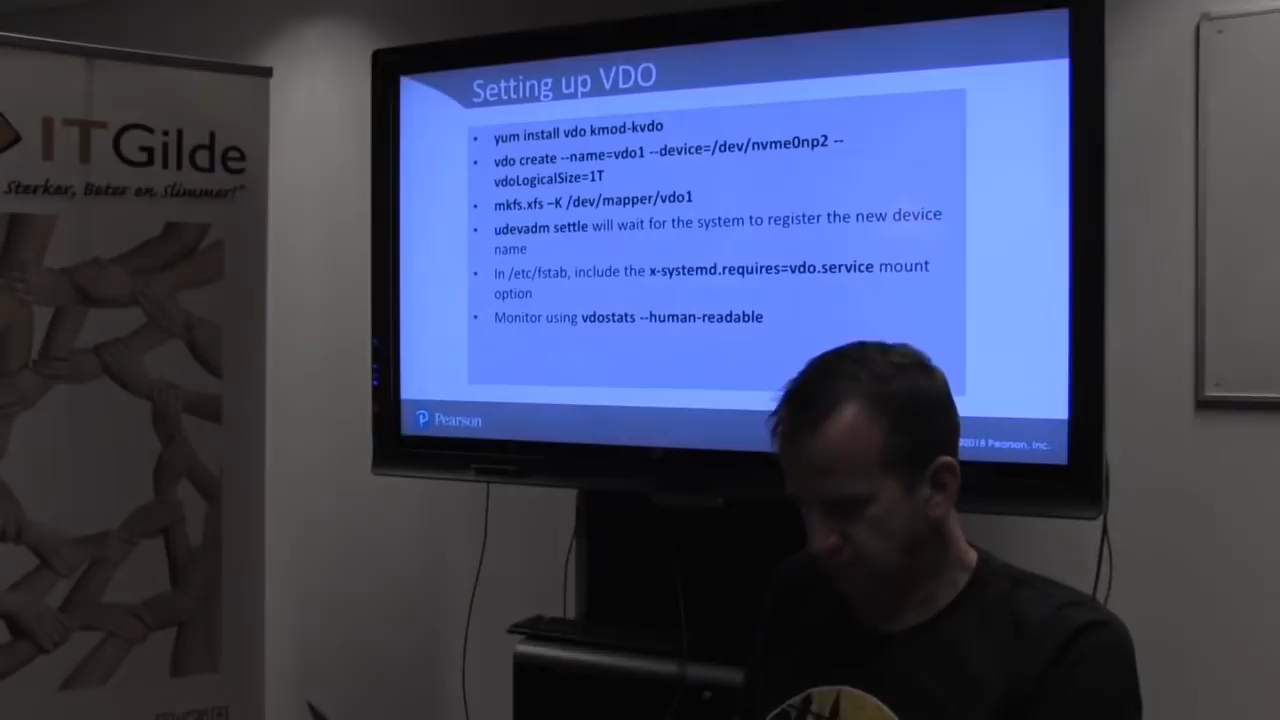 ITGilde
Sterker, Beter en Slimmer!®
Setting up VDO
• yum install vdo kmod-kvdo
• vdo create --name=vdo1 --device=/dev/nvme0np2 --
vdoLogicalSize=1T
• mkfs.xfs –K /dev/mapper/vdo1
• udevadm settle will wait for the system to register the new device
name
• In /etc/fstab, include the x-systemd.requires=vdo.service mount
option
• Monitor using vdostats --human-readable
Pearson
©2018 Pearson, Inc.